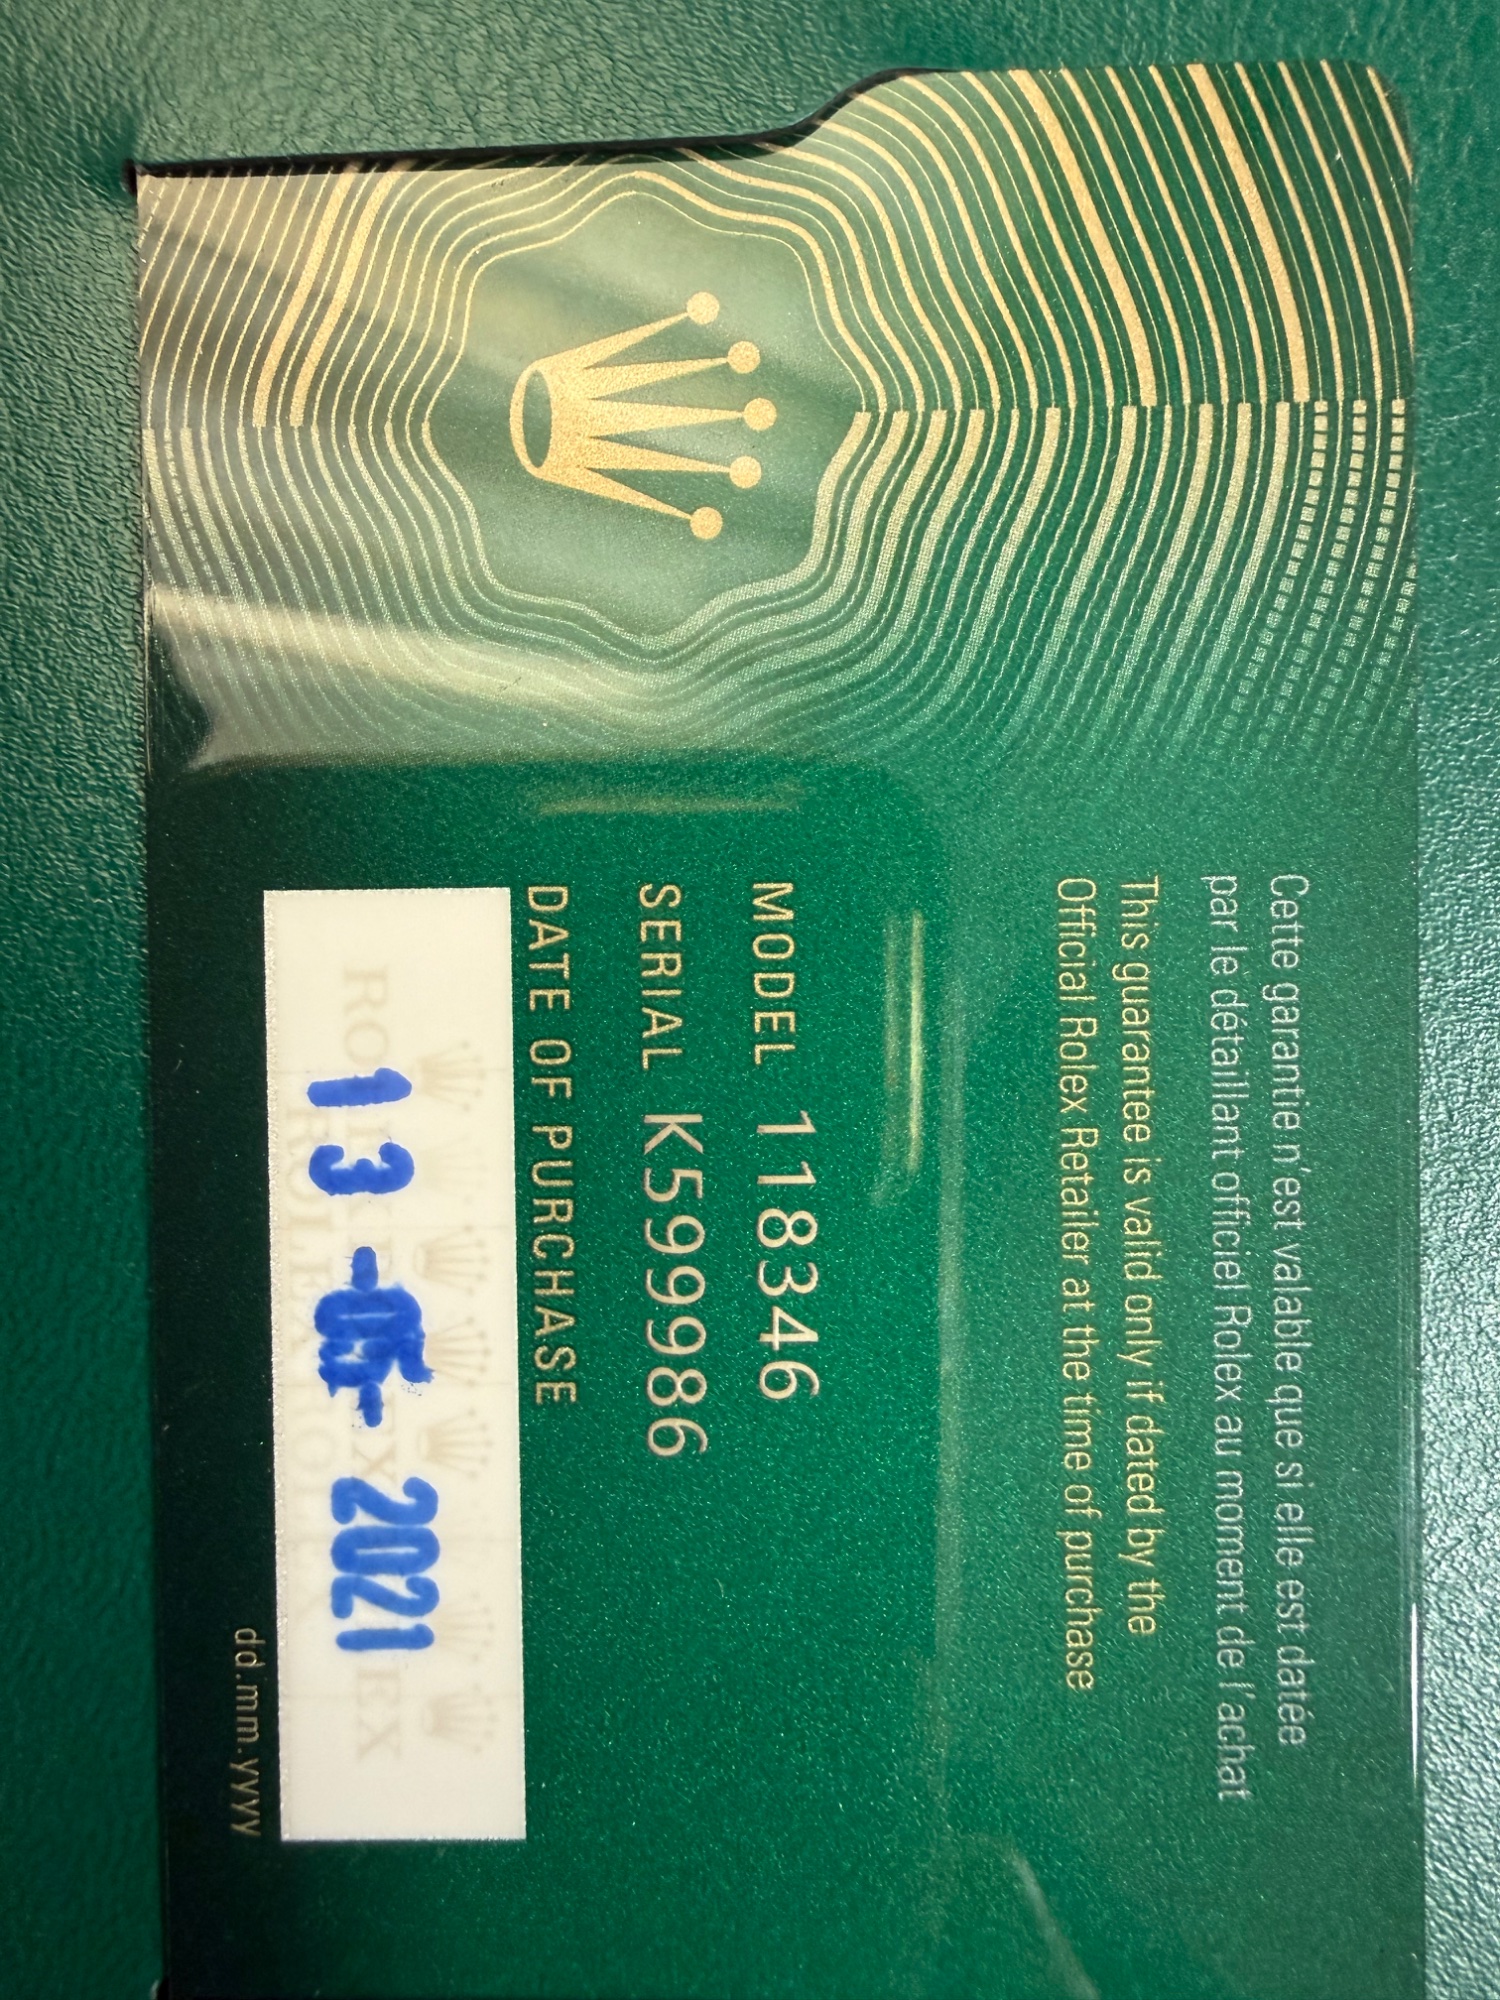 Cette garantie n'est valable que si elle est datée
par le détaillant officiel Rolex au moment de l'achat
This guarantee is valid only if dated by the
Official Rolex Retailer at the time of purchase
MODEL 118346
SERIAL K5999986
DATE OF PURCHASE
13 - 2021
dd.mm.yyyy